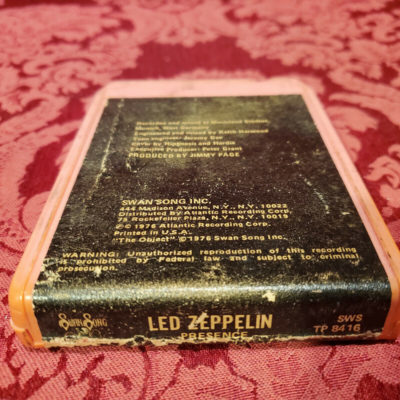 Recorded and mixed at Musicland Studios
Munich, West Germany
Engineered and mixed by Keith Harwood
Tape engineer: Jeremy Gee
Cover by Hipgnosis and Hardie
Executive Producer: Peter Grant
PRODUCED BY JIMMY PAGE
SWAN SONG INC.
444 Madison Avenue, N.Y., N.Y. 10022
Distributed by Atlantic Recording Corp.
75 Rockefeller Plaza, N.Y., N.Y. 10019
©℗ 1976 Atlantic Recording Corp.
Printed in U.S.A.
"The Object" ©1976 Swan Song Inc.
WARNING: Unauthorized reproduction of this recording
is prohibited by Federal law and subject to criminal
prosecution.
SWAN SONG
LED ZEPPELIN
PRESENCE
SWS
TP 8416